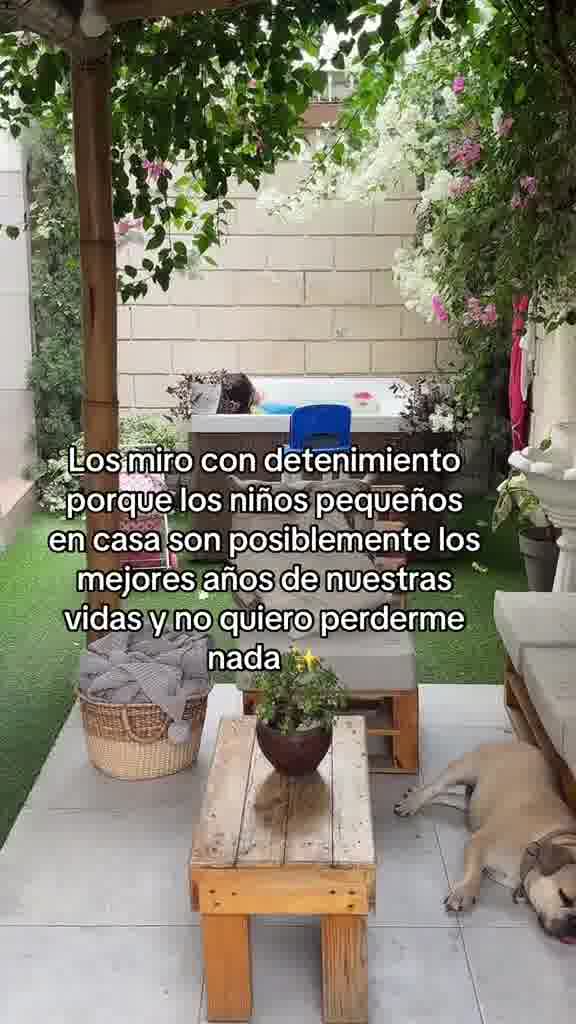 Los miro con detenimiento
porque los niños pequeños
en casa son posiblemente los
mejores años de nuestras
vidas y no quiero perderme
nada ✨